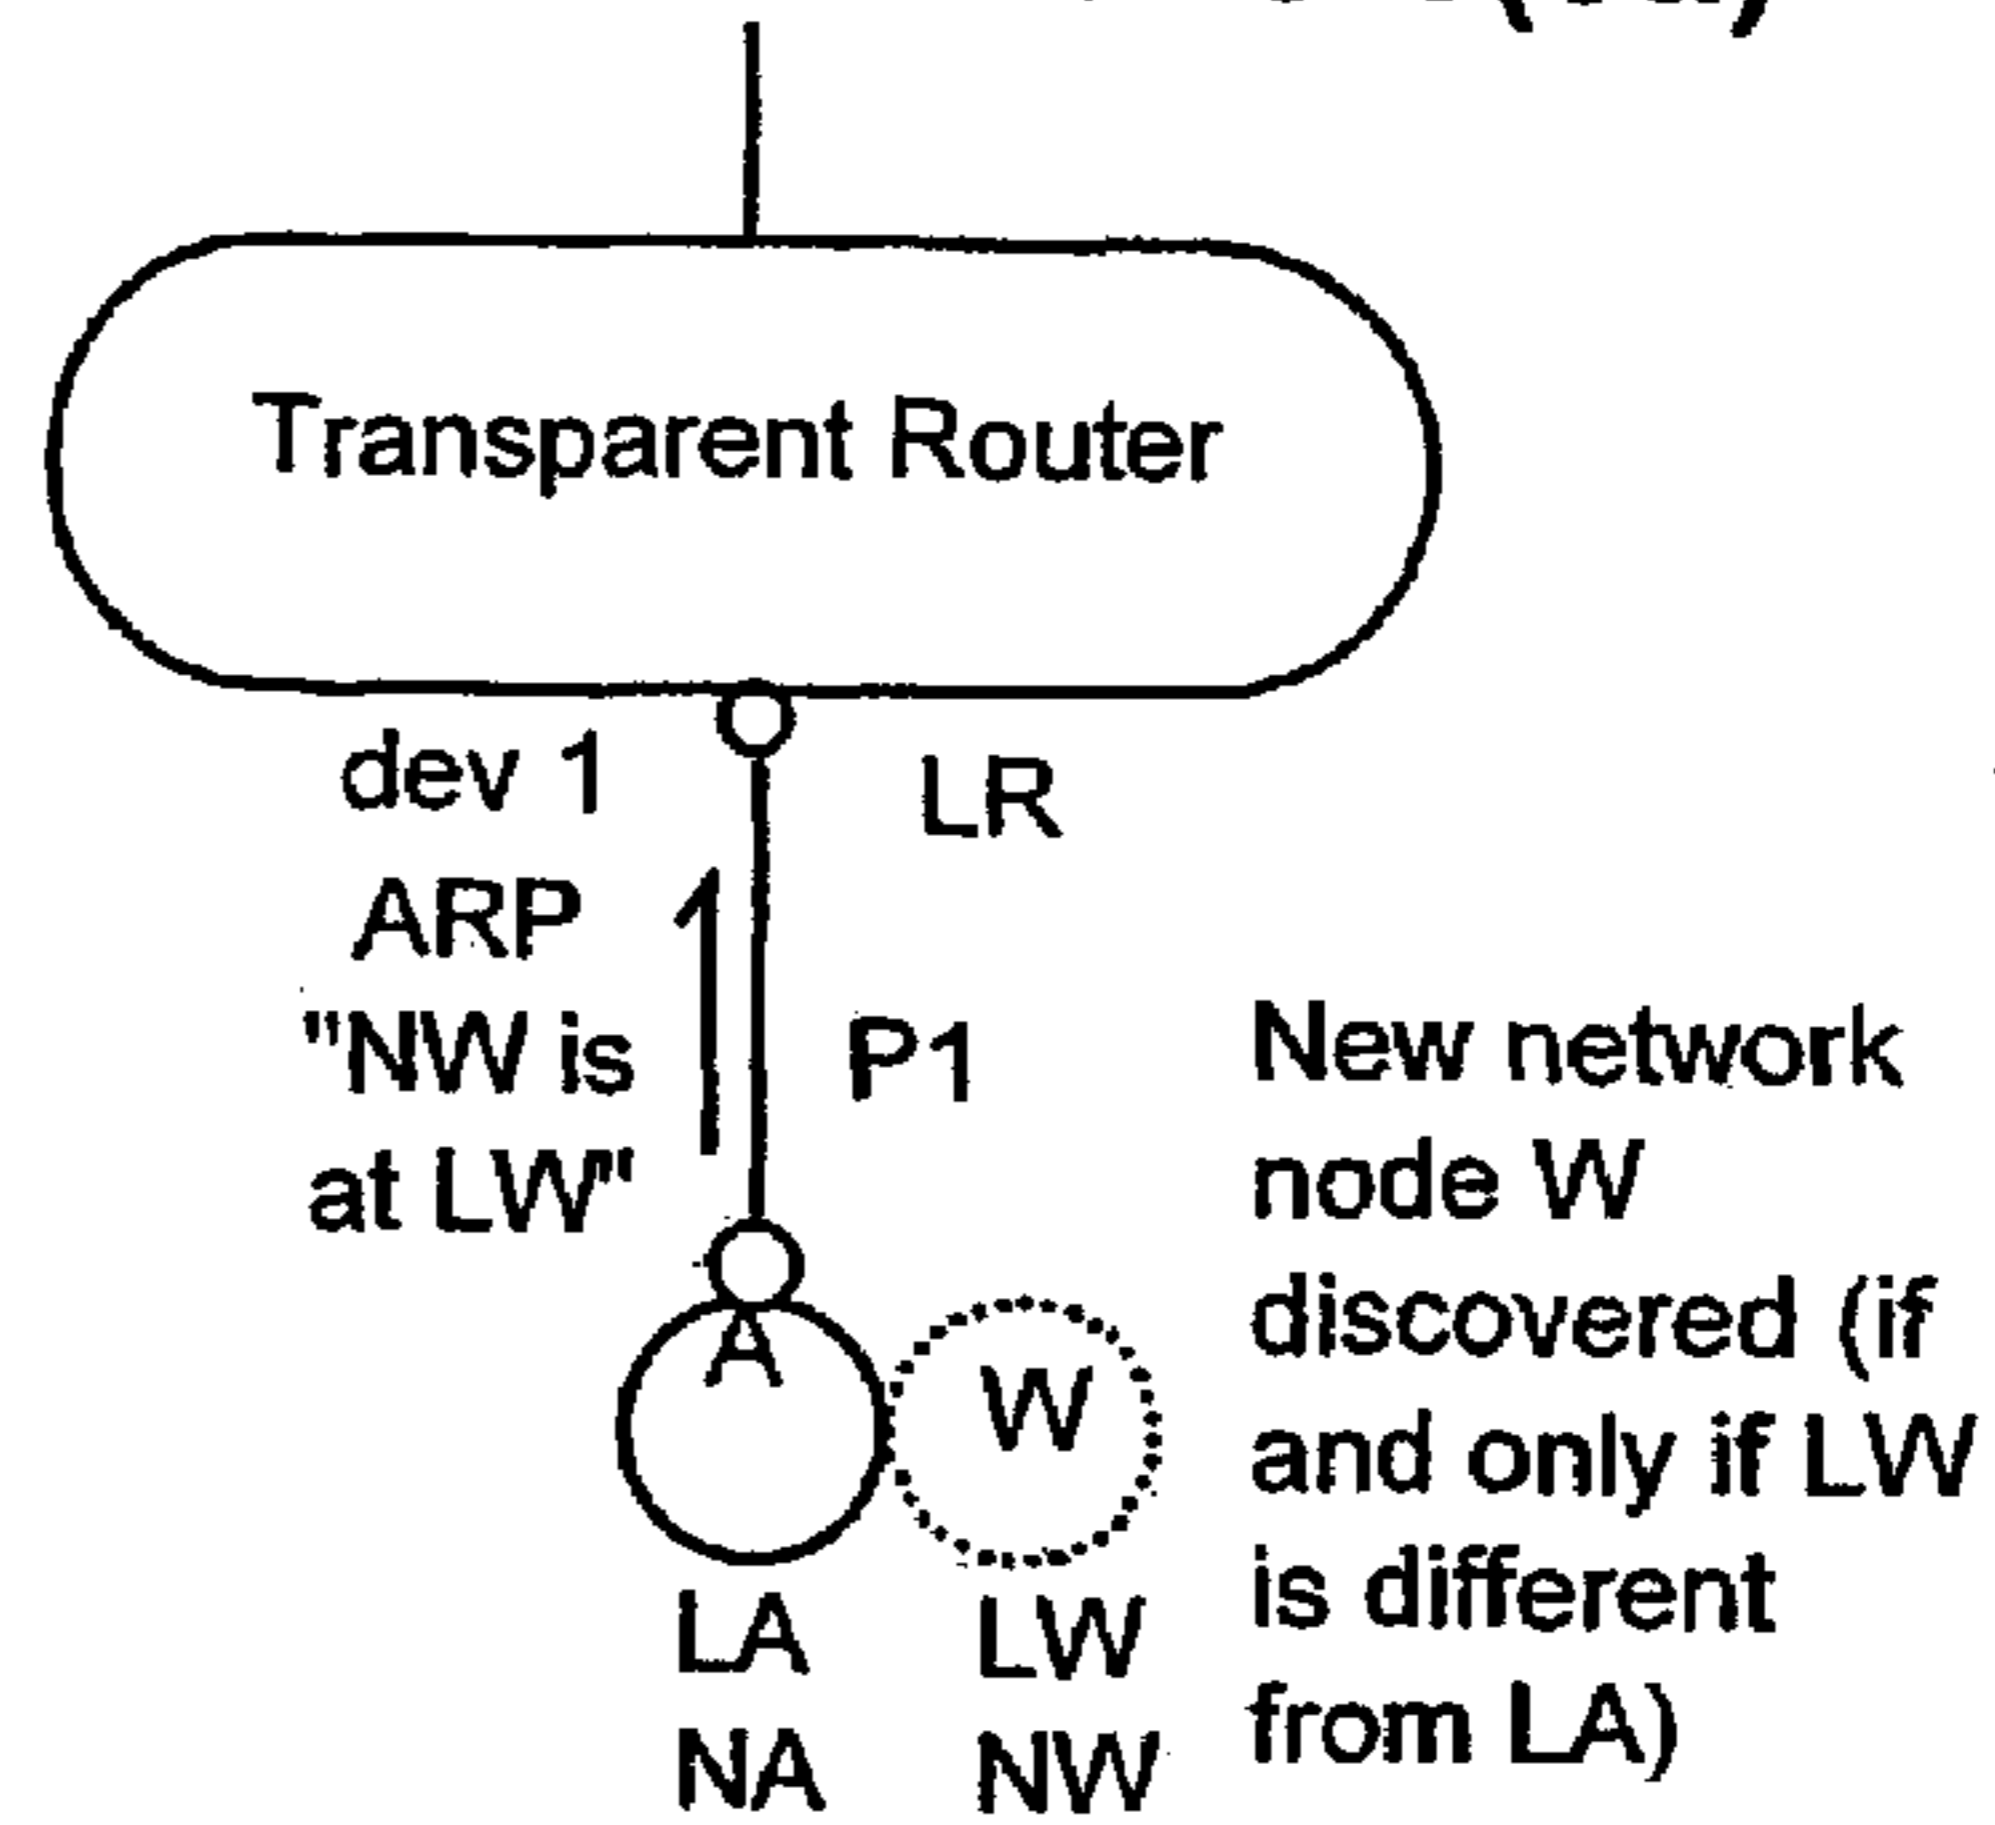 Transparent Router
dev 1
LR
ARP
"NW is
at LW"
P1
New network
node W
discovered (if
and only if LW
is different
from LA)
A
W
LA
LW
NA
NW